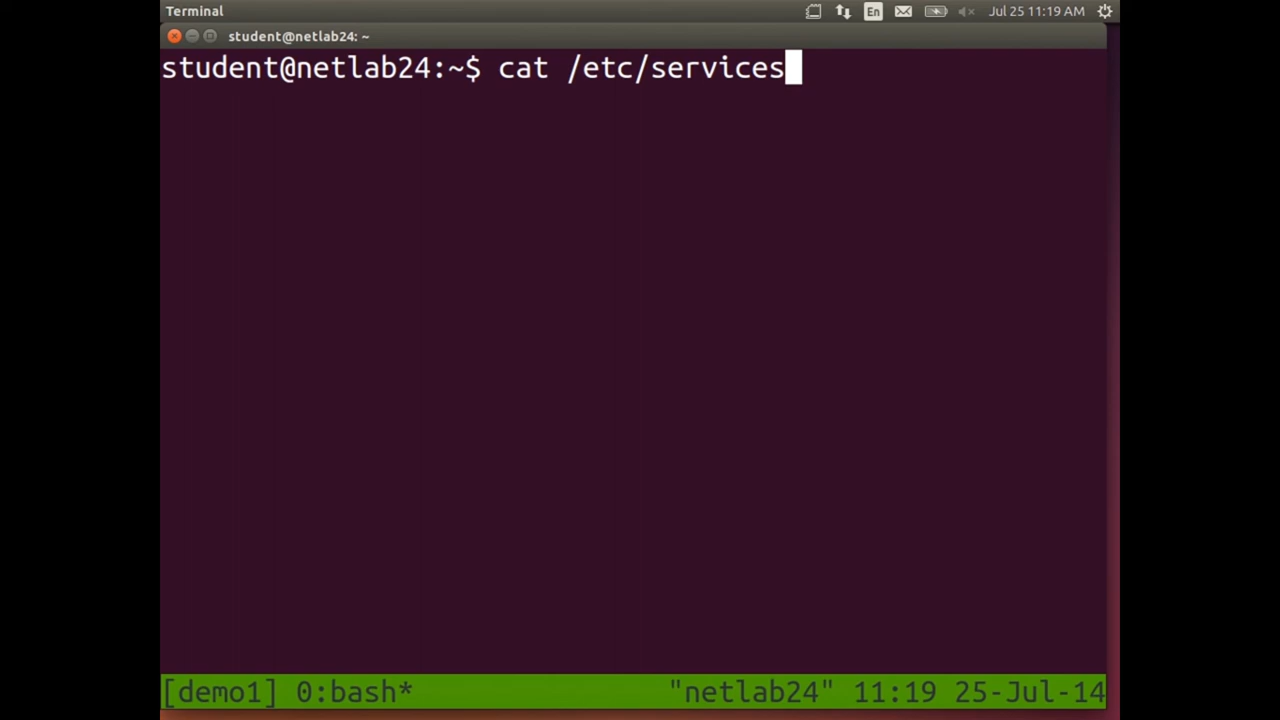 Terminal
En
Jul 25 11:19 AM
student@netlab24: ~
student@netlab24:~$ cat /etc/services
[demo1] 0:bash* "netlab24" 11:19 25-Jul-14